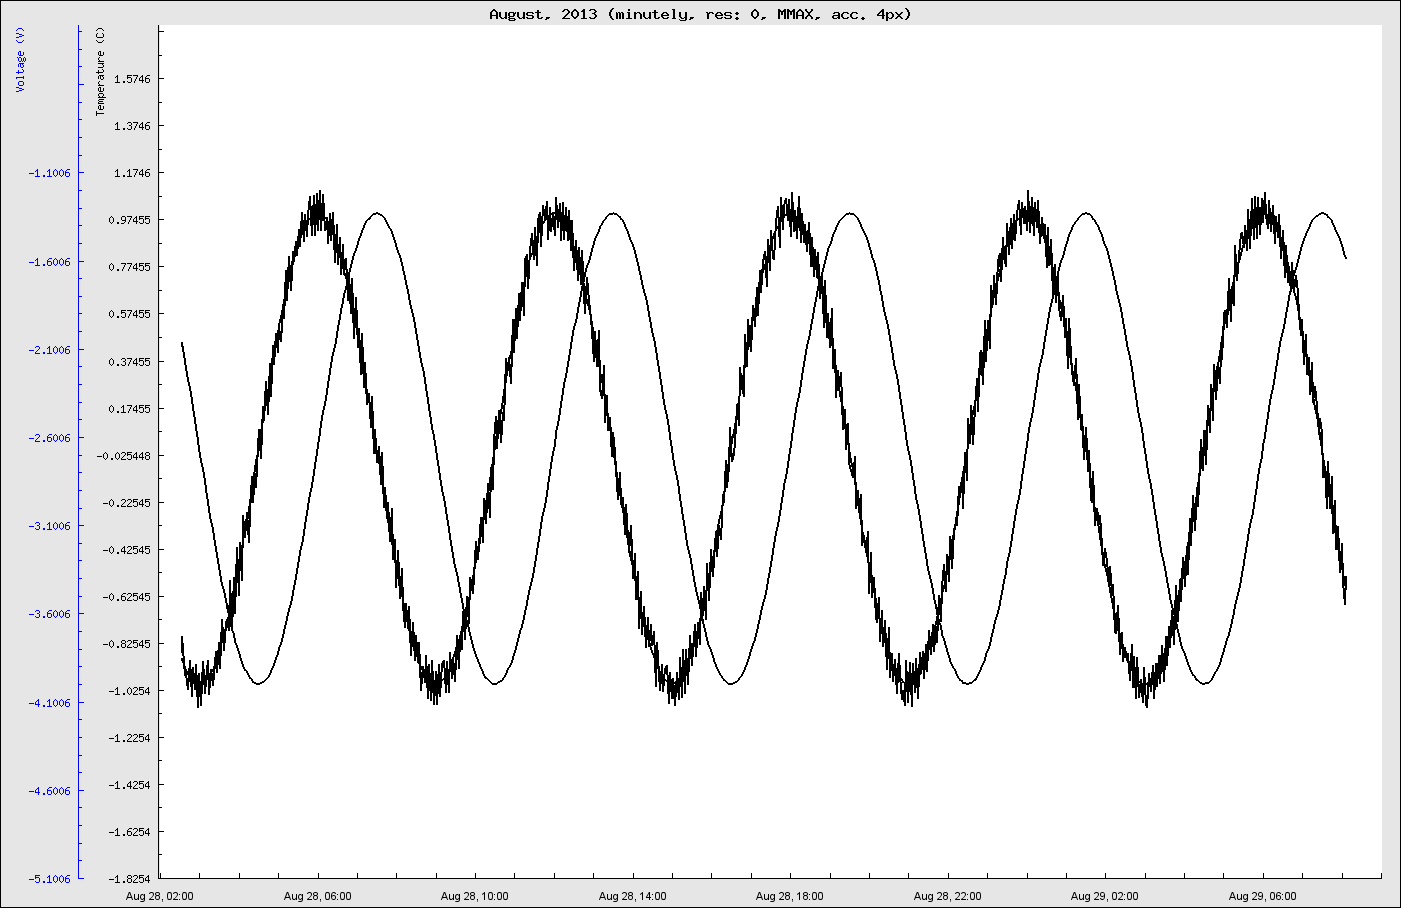 August, 2013 (minutely, res: 0, MMAX, acc. 4px)
Voltage (V)
-1.1006
-1.6006
-2.1006
-2.6006
-3.1006
-3.6006
-4.1006
-4.6006
-5.1006
Temperature (C)
1.5746
1.3746
1.1746
0.97455
0.77455
0.57455
0.37455
0.17455
-0.025448
-0.22545
-0.42545
-0.62545
-0.82545
-1.0254
-1.2254
-1.4254
-1.6254
-1.8254
Aug 28, 02:00
Aug 28, 06:00
Aug 28, 10:00
Aug 28, 14:00
Aug 28, 18:00
Aug 28, 22:00
Aug 29, 02:00
Aug 29, 06:00